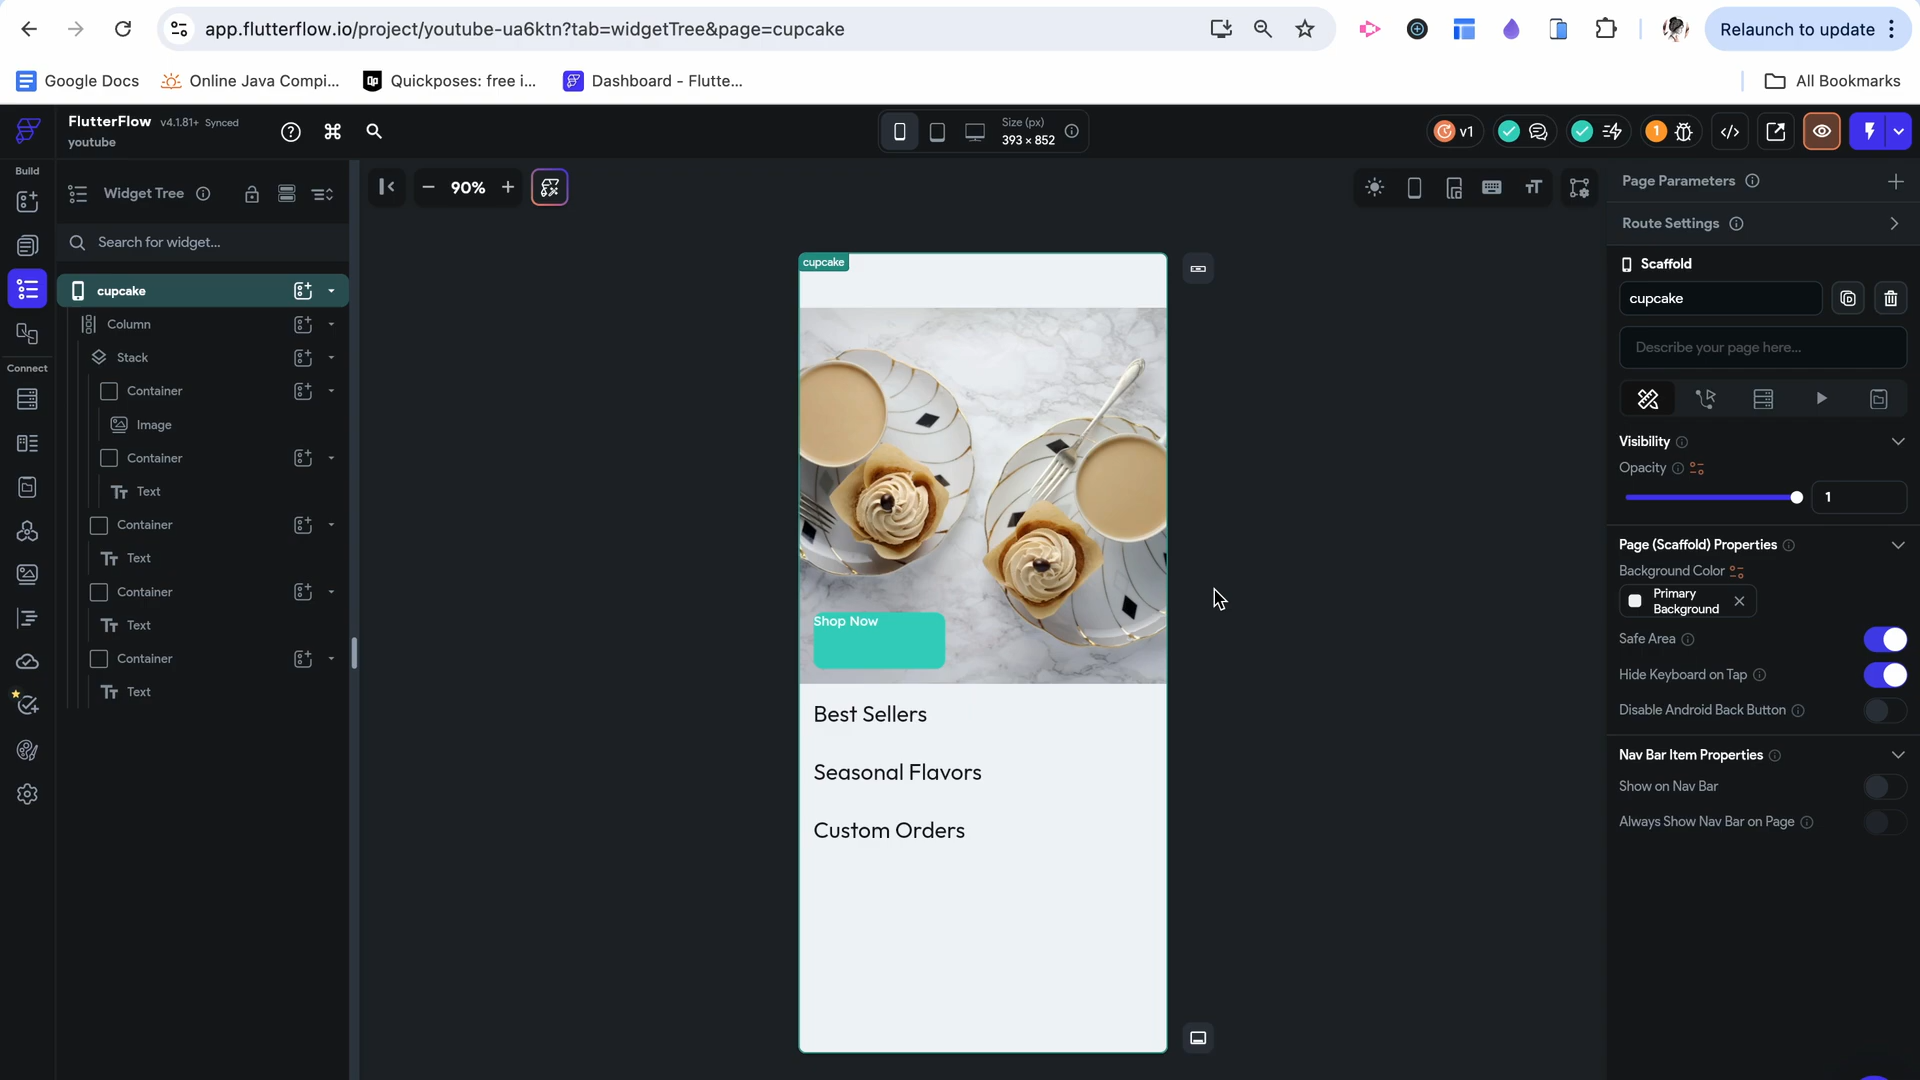 app.flutterflow.io/project/youtube-ua6ktn?tab=widgetTree&page=cupcake
Relaunch to update
Google Docs
Online Java Compi...
Quickposes: free i...
Dashboard - Flutte...
All Bookmarks
FlutterFlow v4.1.81+ Synced
youtube
Size (px)
393 × 852
v1
1
Build
Connect
Widget Tree
Search for widget...
cupcake
Column
Stack
Container
Image
Container
Text
Container
Text
Container
Text
Container
Text
90%
cupcake
Shop Now
Best Sellers
Seasonal Flavors
Custom Orders
Page Parameters
Route Settings
Scaffold
cupcake
Describe your page here...
Visibility
Opacity
1
Page (Scaffold) Properties
Background Color
Primary
Background
Safe Area
Hide Keyboard on Tap
Disable Android Back Button
Nav Bar Item Properties
Show on Nav Bar
Always Show Nav Bar on Page